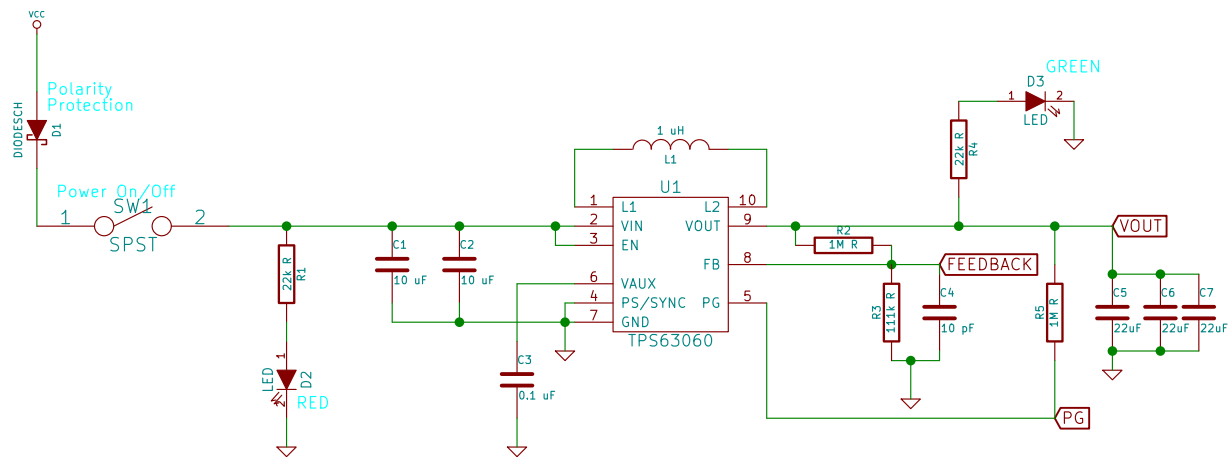 VCC
Polarity
Protection
DIODESCH
D1
Power On/Off
SW1
1
2
SPST
22k R
R1
1
LED
D2
2
RED
C1
10 uF
C2
10 uF
C3
0.1 uF
1 uH
L1
U1
1
L1
L2
10
2
VIN
VOUT
9
3
EN
FB
8
6
VAUX
4
PS/SYNC
PG
5
7
GND
TPS63060
R2
1M R
FEEDBACK
R3
111k R
C4
10 pF
22k R
R4
GREEN
D3
1
2
LED
VOUT
R5
1M R
C5
22uF
C6
22uF
C7
22uF
PG